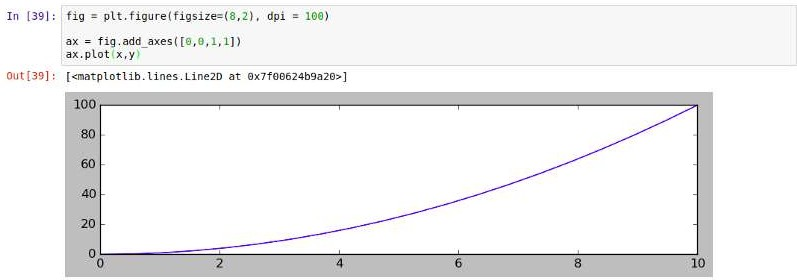 In [39]: fig = plt.figure(figsize=(8,2), dpi = 100)
ax = fig.add_axes([0,0,1,1])
ax.plot(x,y)
Out[39]: [<matplotlib.lines.Line2D at 0x7f00624b9a20>]
100
80
60
40
20
0
0 2 4 6 8 10